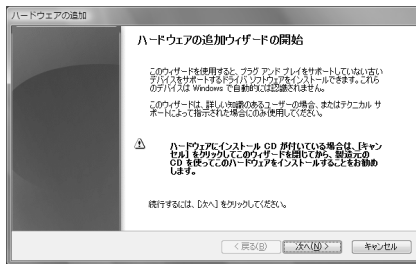 ハードウェアの追加
ハードウェアの追加ウィザードの開始
このウィザードを使用すると、プラグ アンド プレイをサポートしていない古い
デバイスをサポートするドライバ ソフトウェアをインストールできます。これら
のデバイスは Windows で自動的には認識されません。
このウィザードは、詳しい知識のあるユーザーの場合、またはテクニカル サ
ポートによって指示された場合にのみ使用してください。
ハードウェアにインストール CD が付いている場合は、[キャン
セル] をクリックしてこのウィザードを閉じてから、製造元の
CD を使ってこのハードウェアをインストールすることをお勧め
します。
続行するには、[次へ] をクリックしてください。
< 戻る(B) 次へ(N) > キャンセル